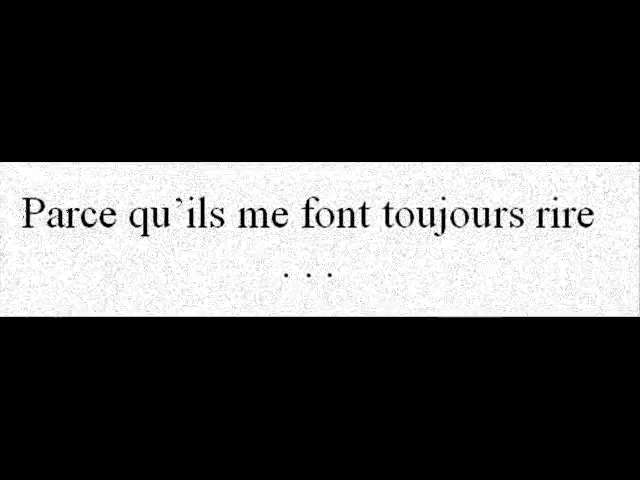 Parce qu’ils me font toujours rire
. . .